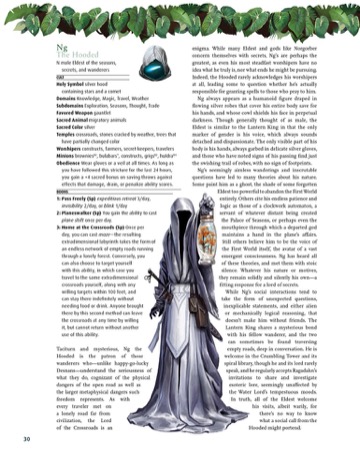 Ng
The Hooded
N male Eldest of the seasons,
secrets, and wanderers
CULT
Holy Symbol silver hood
containing stars and a comet
Domains Knowledge, Magic, Travel, Weather
Subdomains Exploration, Seasons, Thought, Trade
Favored Weapon gauntlet
Sacred Animal migratory animals
Sacred Color silver
Temples crossroads, stones cracked by weather, trees that
have partially changed color
Worshipers constructs, farmers, secret keepers, travelers
Obedience Wear gloves or a veil at all times. As long as
you have followed this stricture for the last 24 hours,
you gain a +4 sacred bonus on saving throws against
effects that damage, drain, or penalize ability scores.
BOONS
1: Pass Freely (Sp) expeditious retreat 3/day,
invisibility 2/day, or blink 1/day
2: Planeswalker (Sp) You gain the ability to cast
plane shift once per day.
3: Home at the Crossroads (Sp) Once per
day, you can cause—the resulting
extradimensional labyrinth takes the form of
an endless network of empty roads running
through a lonely forest. Conversely, you
can also choose to target yourself
with this ability, in which case you
travel to the same extradimensional
crossroads yourself, along with any
willing targets within 100 feet, and
can stay there indefinitely without
needing food or drink. Anyone brought
there by this second method can leave
the crossroads at any time by willing
it, but cannot return without another
use of this ability.
Taciturn and mysterious, Ng the
Hooded is the patron of those
wanderers who—unlike happy-go-lucky
Desnans—understand the seriousness of
what they do, cognizant of the physical
dangers of the open road as well as
the larger metaphysical dangers such
freedom represents. As with
every traveler met on
a lonely road far from
civilization, the Lord
of the Crossroads is an
enigma. While many Eldest and gods like Norgorber
concern themselves with secrets, Ng's are perhaps the
greatest, as even his most steadfast worshipers have no
idea what he truly is, nor what ends he might be pursuing.
Indeed, the Hooded rarely acknowledges his worshipers
at all, leading some to question whether he's actually
responsible for granting spells to those who pray to him.
Ng always appears as a humanoid figure draped in
flowing silver robes that cover his entire body save for
his hands, and whose cowl shields his face in perpetual
darkness. Though generally thought of as male, the
Eldest is similar to the Lantern King in that the only
marker of gender is his voice, which always sounds
detached and dispassionate. The only visible part of his
body is his hands, always garbed in delicate silver gloves,
and those who have noted signs of his passing find just
the swishing trail of robes, with no sign of footprints.
Ng's seemingly aimless wanderings and inscrutable
questions have led to many theories about his nature.
Some paint him as a ghost, the shade of some forgotten
Eldest too powerful to abandon the First World
entirely. Others cite his endless patience and
logic as those of a clockwork automaton, a
servant of whatever distant being created
the Palace of Seasons, or perhaps even the
mouthpiece through which a departed god
maintains a hand in the plane's affairs.
Still others believe him to be the voice of
the First World itself, the avatar of a vast
emergent consciousness. Ng has heard all
of these theories, and met them with stoic
silence. Whatever his nature or motives,
they remain solidly and silently his own—a
fitting response for a lord of secrets.
While Ng's social interactions tend to
take the form of unexpected questions,
inexplicable statements, and either alien
or mechanically logical reasoning, that
doesn't make him without friends. The
Lantern King shares a mysterious bond
with his fellow wanderer, and the two
can sometimes be found traversing
empty roads, deep in conversation. He is
welcome in the Crumbling Tower and its
spiral library, though he and its lord rarely
speak, and he regularly accepts Ragadahn's
invitations to share and investigate
esoteric lore, seemingly unaffected by
the Water Lord's tempestuous moods.
In truth, all of the Eldest welcome
his visits, albeit warily, for
there's no way to know
what a social call from the
Hooded might portend.
30